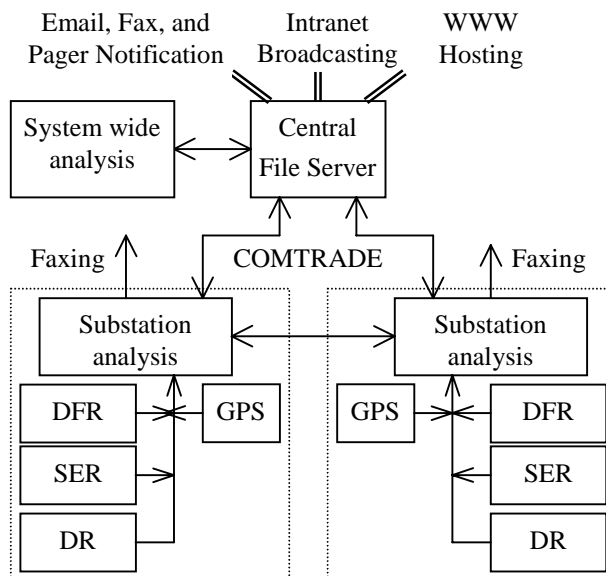 Email, Fax, and
Pager Notification
Intranet
Broadcasting
WWW
Hosting
System wide
analysis
Central
File Server
Faxing
COMTRADE
Faxing
Substation
analysis
Substation
analysis
DFR
GPS
GPS
DFR
SER
SER
DR
DR